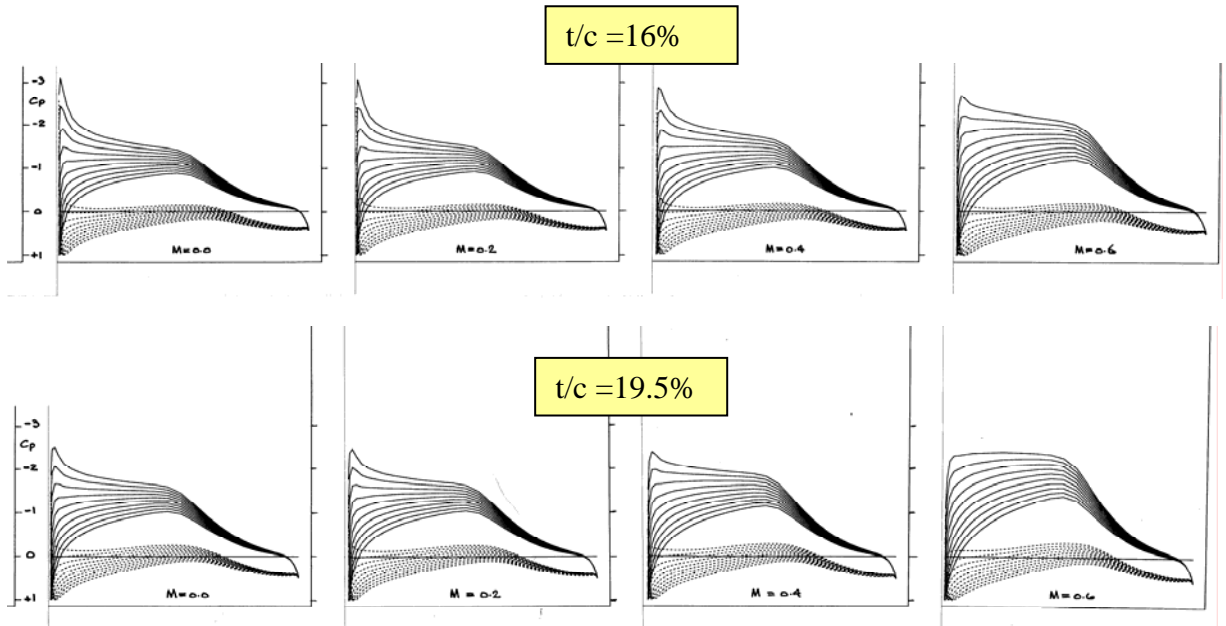 t/c =16%
-3
Cp
-2
-1
0
+1
M=0.0
M=0.2
M=0.4
M=0.6
t/c =19.5%
-3
Cp
-2
-1
0
+1
M=0.0
M=0.2
M=0.4
M=0.6